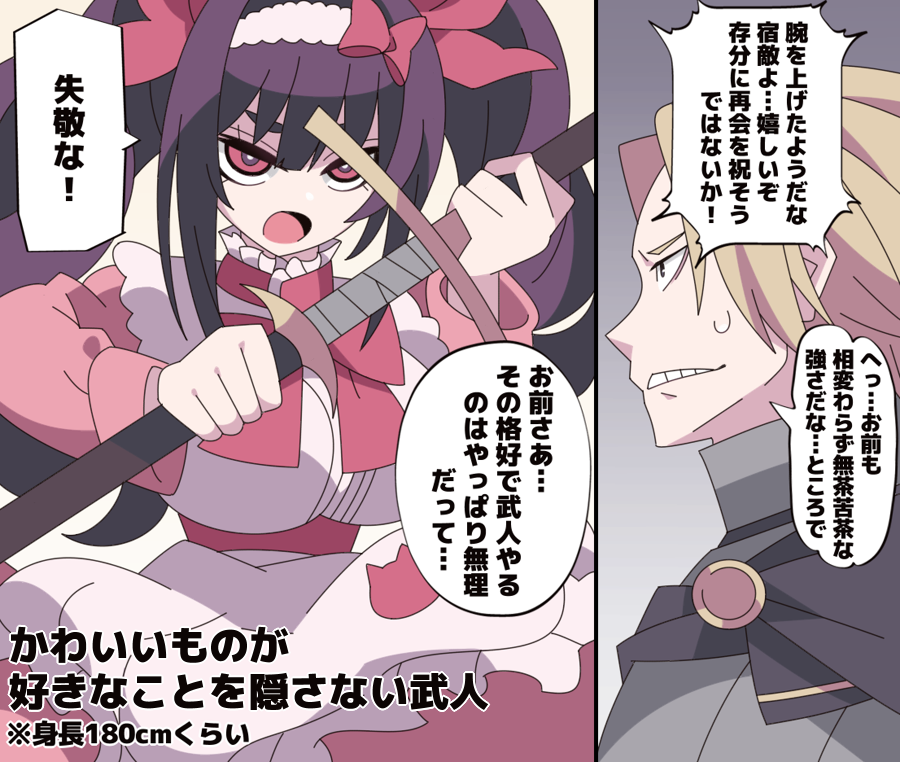 腕を上げたようだな
宿敵よ…嬉しいぞ
存分に再会を祝そう
ではないか！
へっ…お前も
相変わらず無茶苦茶な
強さだな…ところで
お前さあ…
その格好で武人やる
のはやっぱり無理
だって…
失敬な！
かわいいものが
好きなことを隠さない武人
※身長180cmくらい